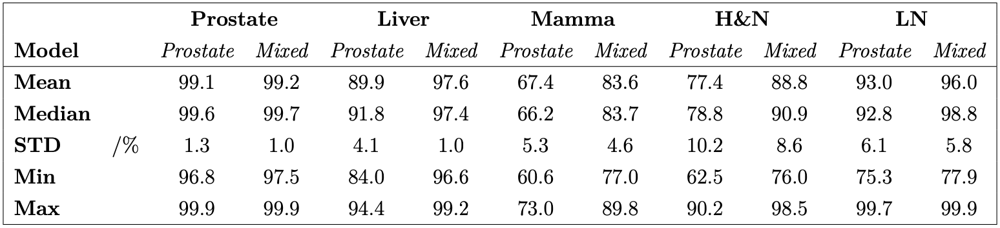 Prostate Liver Mamma H&N LN
Model Prostate Mixed Prostate Mixed Prostate Mixed Prostate Mixed Prostate Mixed
Mean 99.1 99.2 89.9 97.6 67.4 83.6 77.4 88.8 93.0 96.0
Median 99.6 99.7 91.8 97.4 66.2 83.7 78.8 90.9 92.8 98.8
STD /% 1.3 1.0 4.1 1.0 5.3 4.6 10.2 8.6 6.1 5.8
Min 96.8 97.5 84.0 96.6 60.6 77.0 62.5 76.0 75.3 77.9
Max 99.9 99.9 94.4 99.2 73.0 89.8 90.2 98.5 99.7 99.9